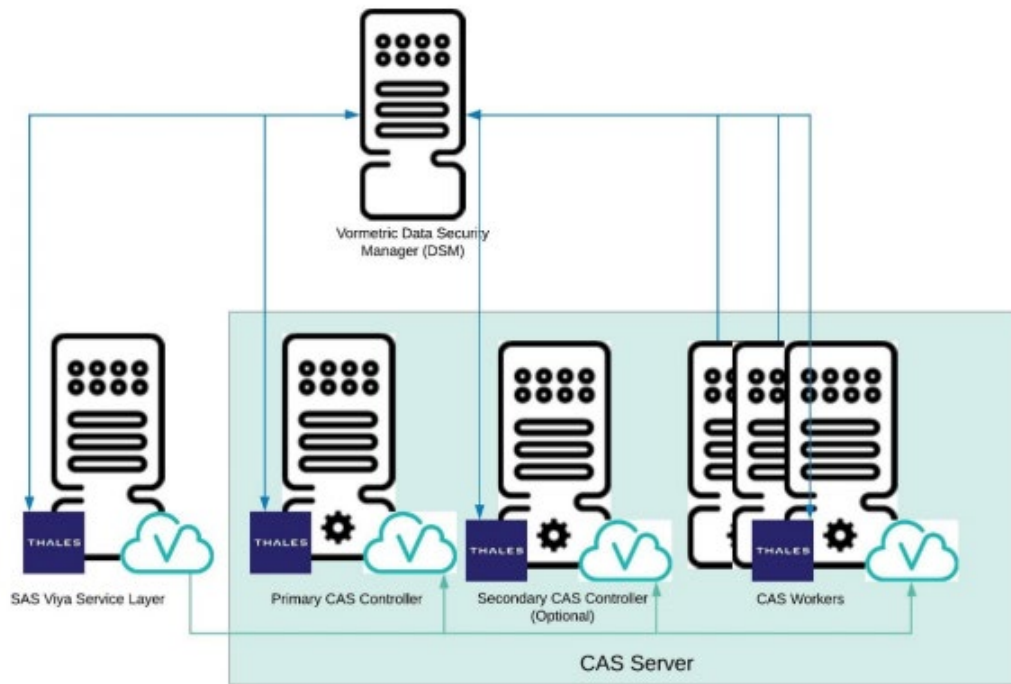 Vormetric Data Security
Manager (DSM)
THALES
THALES
THALES
THALES
SAS Viya Service Layer
Primary CAS Controller
Secondary CAS Controller
(Optional)
CAS Workers
CAS Server